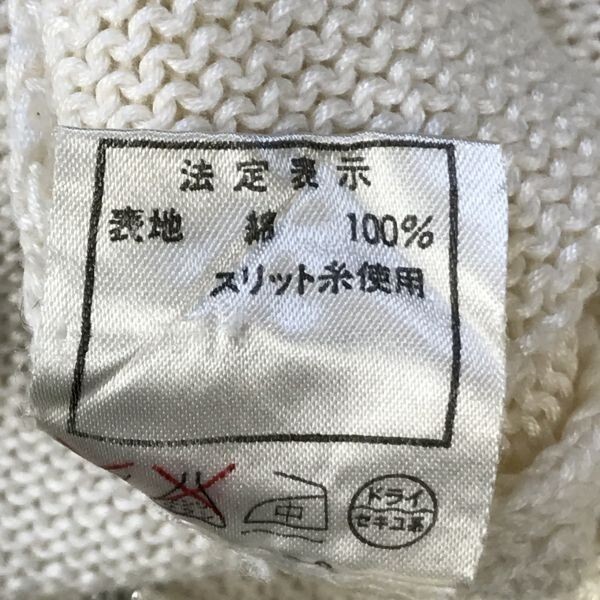 法定表示
表地 綿 100%
スリット糸使用
中
ドライ
セキユ系